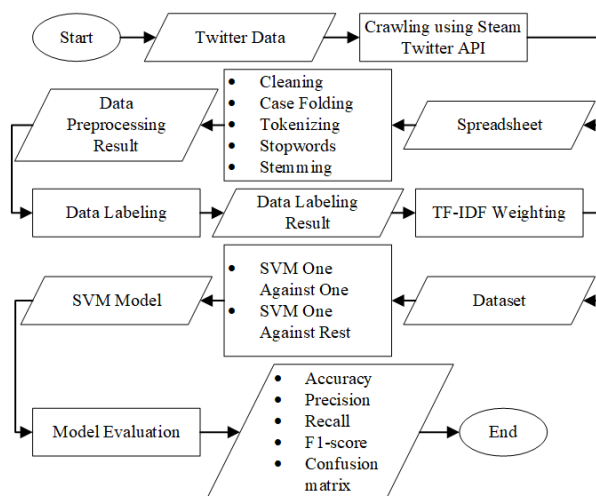 Start
Twitter Data
Crawling using Steam
Twitter API
Spreadsheet
• Cleaning
• Case Folding
• Tokenizing
• Stopwords
• Stemming
Data
Preprocessing
Result
Data Labeling
Data Labeling
Result
TF-IDF Weighting
Dataset
• SVM One
Against One
• SVM One
Against Rest
SVM Model
Model Evaluation
• Accuracy
• Precision
• Recall
• F1-score
• Confusion
matrix
End